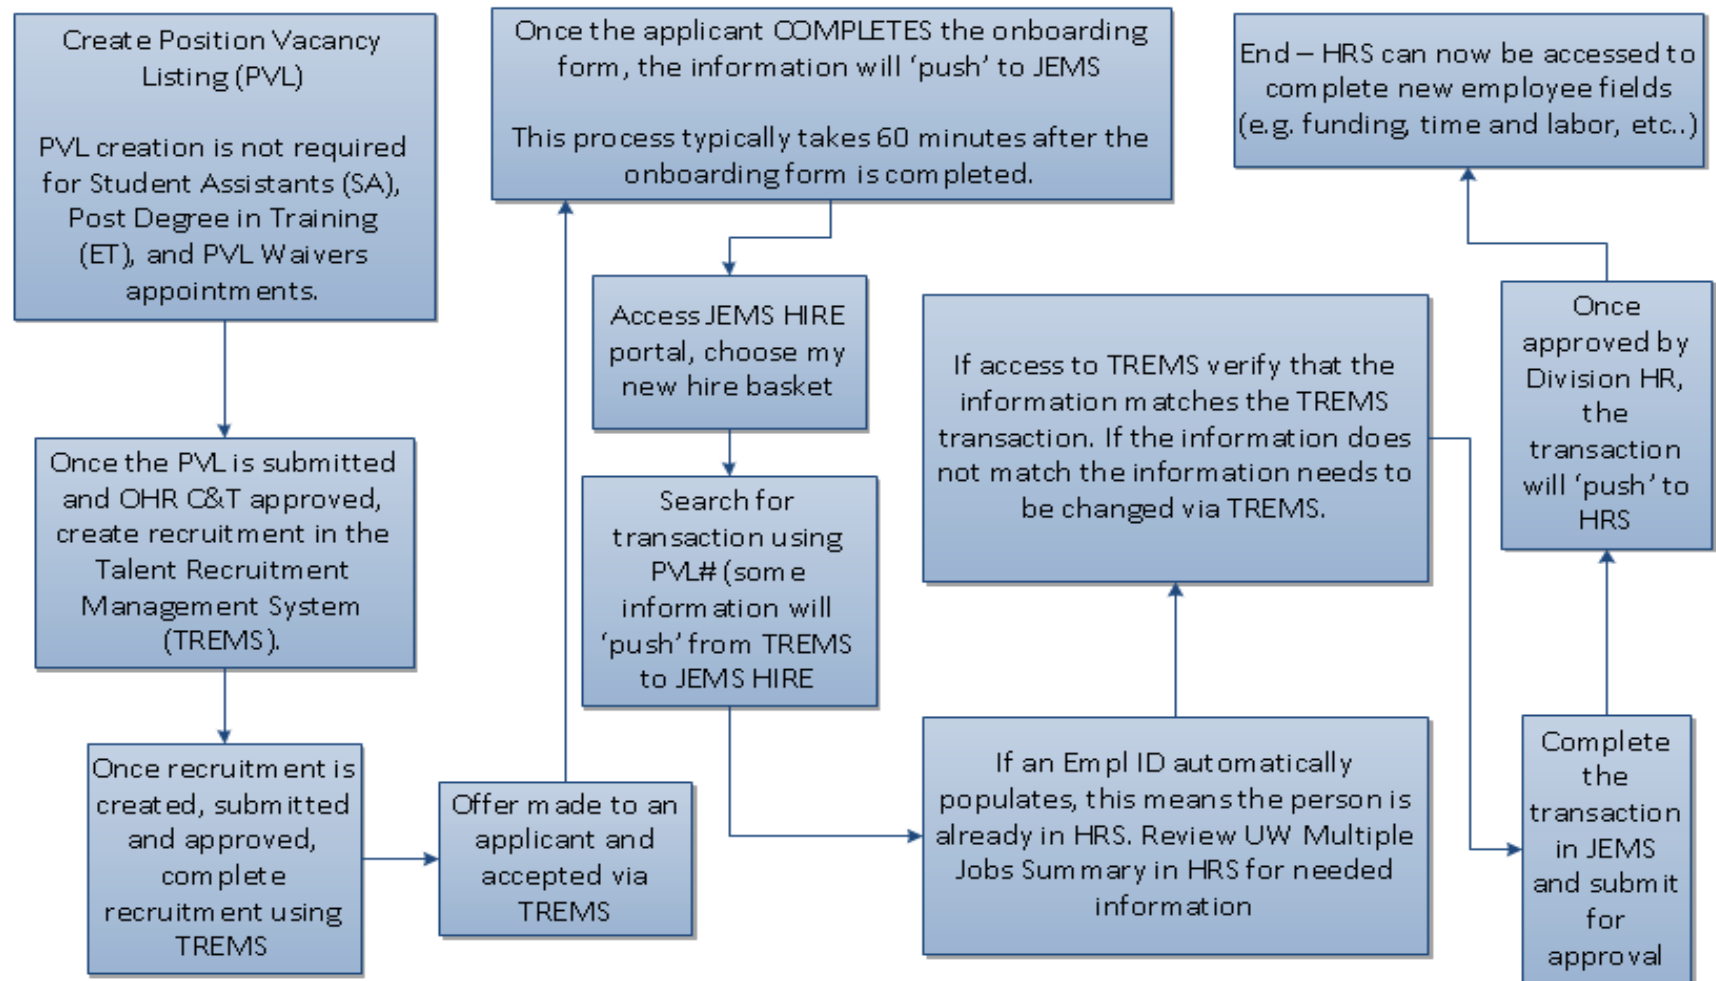 Create Position Vacancy
Listing (PVL)
PVL creation is not required
for Student Assistants (SA),
Post Degree in Training
(ET), and PVL Waivers
appointments.
Once the PVL is submitted
and OHR C&T approved,
create recruitment in the
Talent Recruitment
Management System
(TREMS).
Once recruitment is
created, submitted
and approved,
complete
recruitment using
TREMS
Offer made to an
applicant and
accepted via
TREMS
Once the applicant COMPLETES the onboarding
form, the information will ‘push’ to JEMS
This process typically takes 60 minutes after the
onboarding form is completed.
Access JEMS HIRE
portal, choose my
new hire basket
Search for
transaction using
PVL# (some
information will
‘push’ from TREMS
to JEMS HIRE
If an Empl ID automatically
populates, this means the person is
already in HRS. Review UW Multiple
Jobs Summary in HRS for needed
information
If access to TREMS verify that the
information matches the TREMS
transaction. If the information does
not match the information needs to
be changed via TREMS.
Complete
the
transaction
in JEMS
and submit
for
approval
Once
approved by
Division HR,
the
transaction
will ‘push’ to
HRS
End – HRS can now be accessed to
complete new employee fields
(e.g. funding, time and labor, etc..)